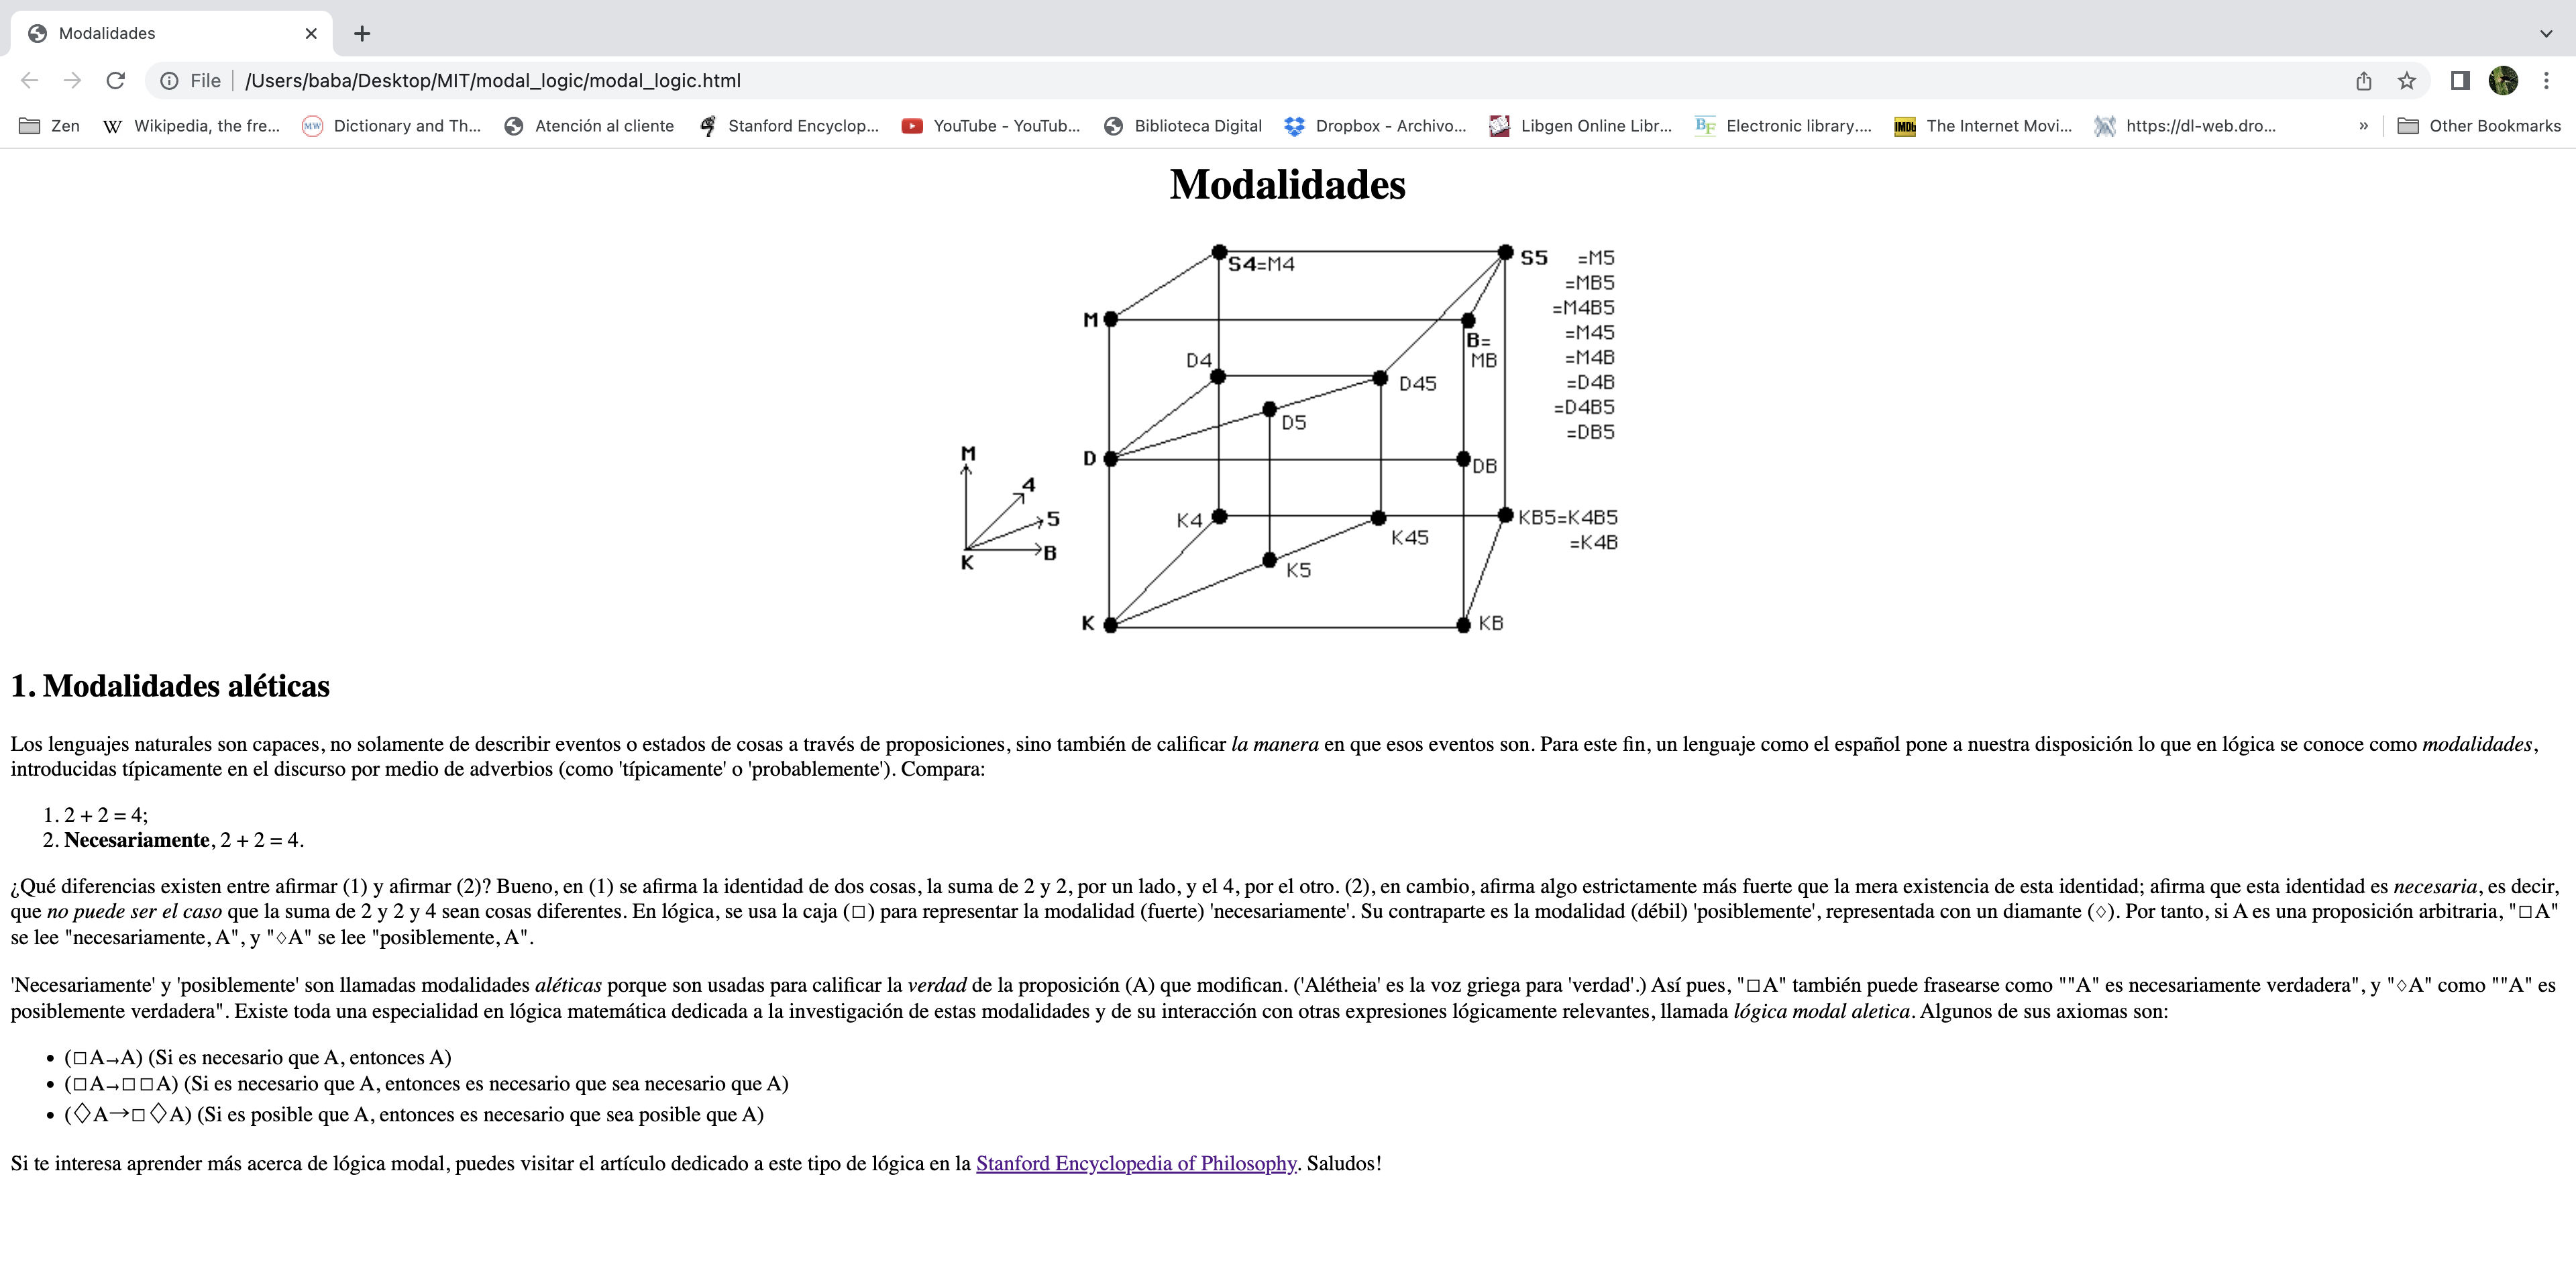 Modalidades
File /Users/baba/Desktop/MIT/modal_logic/modal_logic.html
Zen Wikipedia, the fre... Dictionary and Th... Atención al cliente Stanford Encyclop... YouTube - YouTub... Biblioteca Digital Dropbox - Archivo... Libgen Online Libr... Electronic library.... The Internet Movi... https://dl-web.dro... » Other Bookmarks
Modalidades
S4=M4
S5 =M5
=MB5
=M4B5
=M45
=M4B
=D4B
=D4B5
=DB5
M
B=
MB
D4
D45
D5
D
DB
M
4
5
B
K
K4
K45
KB5=K4B5
=K4B
K5
K
KB
1. Modalidades aléticas
Los lenguajes naturales son capaces, no solamente de describir eventos o estados de cosas a través de proposiciones, sino también de calificar la manera en que esos eventos son. Para este fin, un lenguaje como el español pone a nuestra disposición lo que en lógica se conoce como modalidades,
introducidas típicamente en el discurso por medio de adverbios (como 'típicamente' o 'probablemente'). Compara:
1. 2 + 2 = 4;
2. Necesariamente, 2 + 2 = 4.
¿Qué diferencias existen entre afirmar (1) y afirmar (2)? Bueno, en (1) se afirma la identidad de dos cosas, la suma de 2 y 2, por un lado, y el 4, por el otro. (2), en cambio, afirma algo estrictamente más fuerte que la mera existencia de esta identidad; afirma que esta identidad es necesaria, es decir,
que no puede ser el caso que la suma de 2 y 2 y 4 sean cosas diferentes. En lógica, se usa la caja (□) para representar la modalidad (fuerte) 'necesariamente'. Su contraparte es la modalidad (débil) 'posiblemente', representada con un diamante (◊). Por tanto, si A es una proposición arbitraria, "□A"
se lee "necesariamente, A", y "◊A" se lee "posiblemente, A".
'Necesariamente' y 'posiblemente' son llamadas modalidades aléticas porque son usadas para calificar la verdad de la proposición (A) que modifican. ('Alétheia' es la voz griega para 'verdad'.) Así pues, "□A" también puede frasearse como ""A" es necesariamente verdadera", y "◊A" como ""A" es
posiblemente verdadera". Existe toda una especialidad en lógica matemática dedicada a la investigación de estas modalidades y de su interacción con otras expresiones lógicamente relevantes, llamada lógica modal aletica. Algunos de sus axiomas son:
• (□A→A) (Si es necesario que A, entonces A)
• (□A→□□A) (Si es necesario que A, entonces es necesario que sea necesario que A)
• (◊A→□◊A) (Si es posible que A, entonces es necesario que sea posible que A)
Si te interesa aprender más acerca de lógica modal, puedes visitar el artículo dedicado a este tipo de lógica en la Stanford Encyclopedia of Philosophy. Saludos!